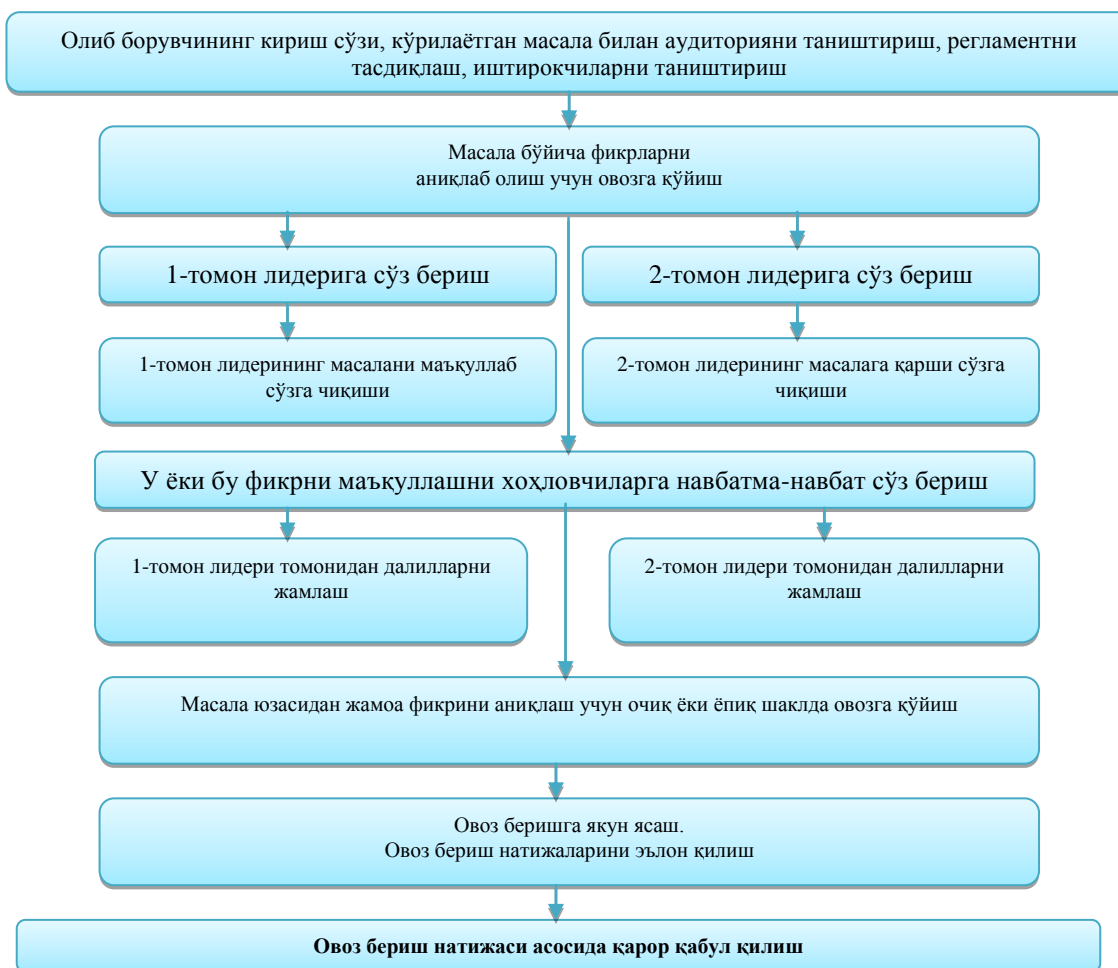 Олиб борувчининг кириш сўзи, кўрилаётган масала билан аудиторияни таништириш, регламентни
тасдиқлаш, иштирокчиларни таништириш
Масала бўйича фикрларни
аниқлаб олиш учун овозга қўйиш
1-томон лидерига сўз бериш
2-томон лидерига сўз бериш
1-томон лидерининг масалани маъқуллаб
сўзга чиқиши
2-томон лидерининг масалага қарши сўзга
чиқиши
У ёки бу фикрни маъқуллашни хоҳловчиларга навбатма-навбат сўз бериш
1-томон лидери томонидан далилларни
жамлаш
2-томон лидери томонидан далилларни
жамлаш
Масала юзасидан жамоа фикрини аниқлаш учун очиқ ёки ёпиқ шаклда овозга қўйиш
Овоз беришга якун ясаш.
Овоз бериш натижаларини эълон қилиш
Овоз бериш натижаси асосида қарор қабул қилиш